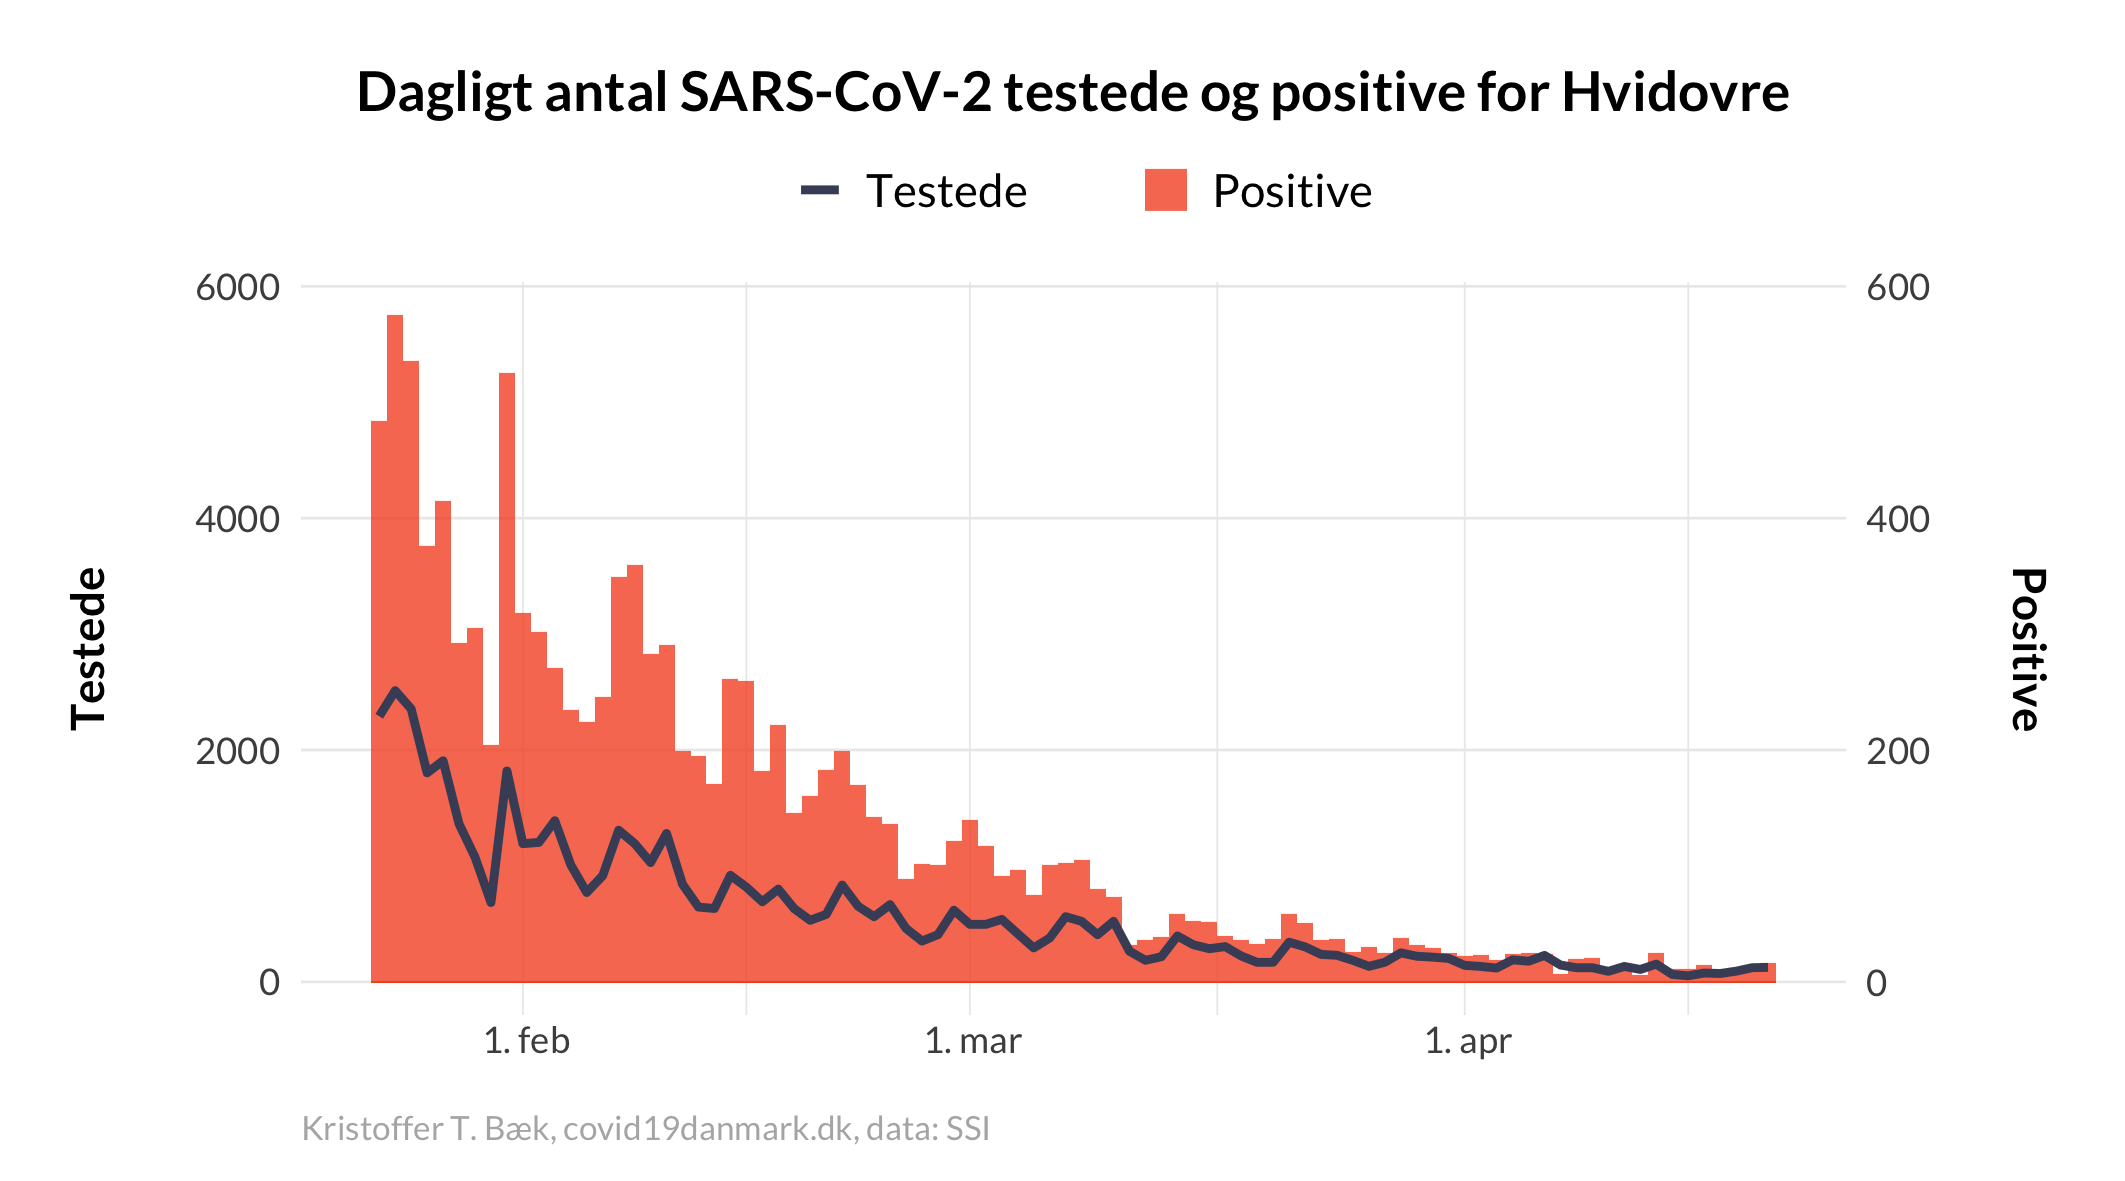 Dagligt antal SARS-CoV-2 testede og positive for Hvidovre
Testede
Positive
6000
4000
2000
0
600
400
200
0
Testede
Positive
1. feb
1. mar
1. apr
Kristoffer T. Bæk, covid19danmark.dk, data: SSI